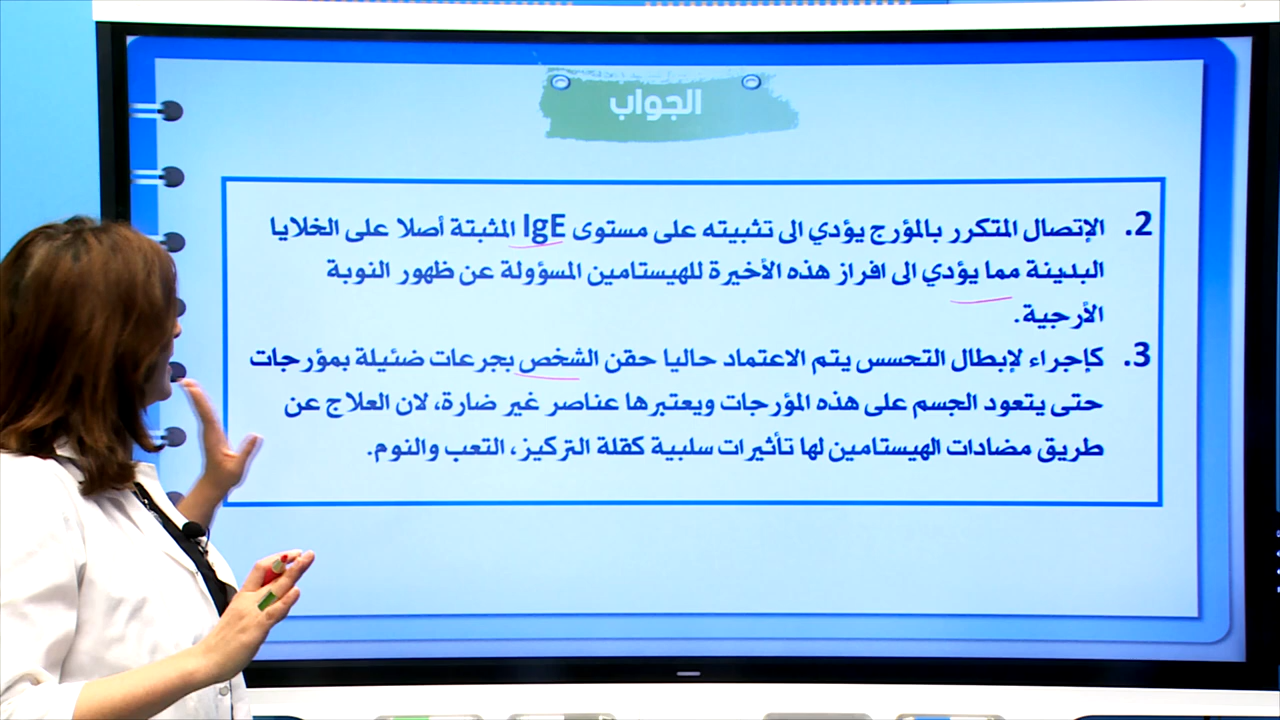 الجواب
2. الإتصال المتكرر بالمؤرج يؤدي الى تثبيته على مستوى IgE المثبتة أصلا على الخلايا
البدينة مما يؤدي الى افراز هذه الأخيرة للهيستامين المسؤولة عن ظهور النوبة
الأرجية.
3. كإجراء لإبطال التحسس يتم الاعتماد حاليا حقن الشخص بجرعات ضئيلة بمؤرجات
حتى يتعود الجسم على هذه المؤرجات ويعتبرها عناصر غير ضارة، لان العلاج عن
طريق مضادات الهيستامين لها تأثيرات سلبية كقلة التركيز، التعب والنوم.